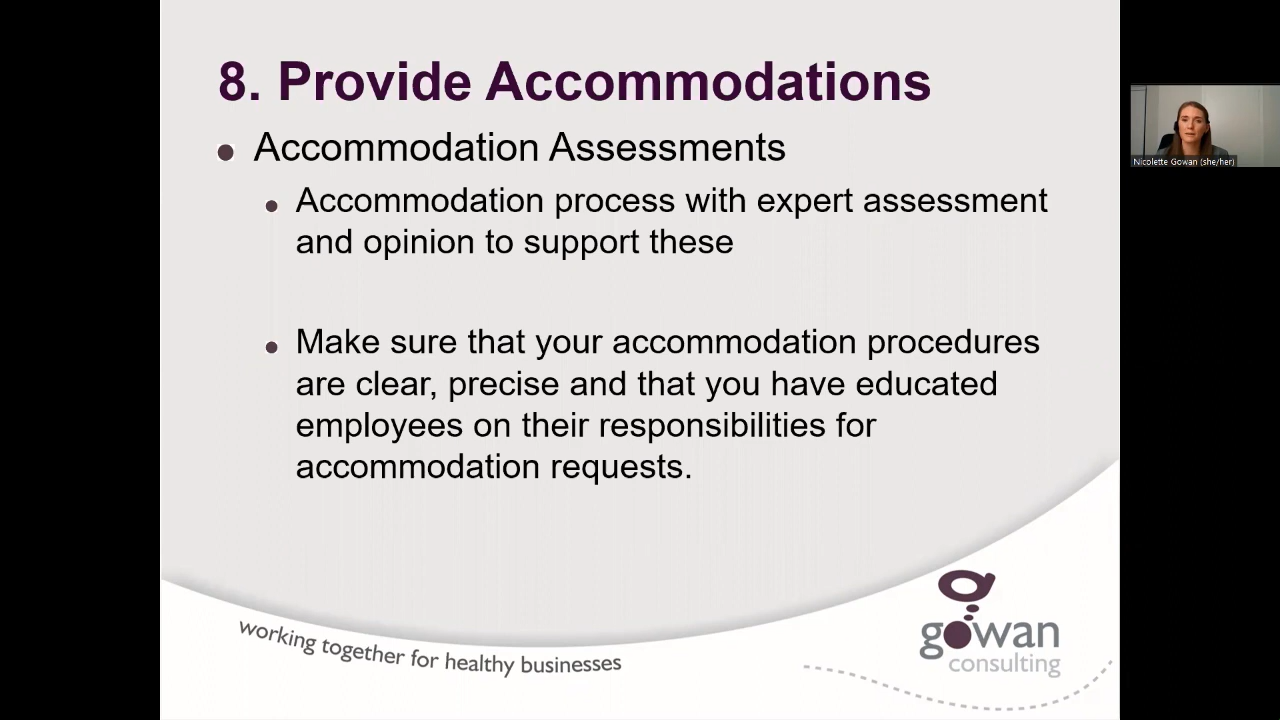 8. Provide Accommodations
Accommodation Assessments
Accommodation process with expert assessment
and opinion to support these
Make sure that your accommodation procedures
are clear, precise and that you have educated
employees on their responsibilities for
accommodation requests.
working together for healthy businesses
gowan
consulting
Nicolette Gowan (she/her)